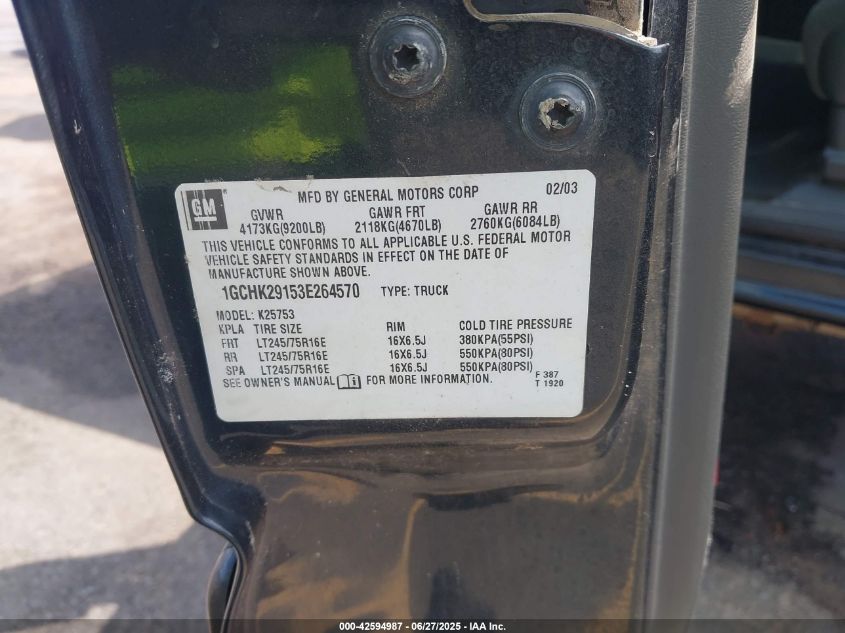 GM
MFD BY GENERAL MOTORS CORP 02/03
GVWR GAWR FRT GAWR RR
4173KG(9200LB) 2118KG(4670LB) 2760KG(6084LB)
THIS VEHICLE CONFORMS TO ALL APPLICABLE U.S. FEDERAL MOTOR
VEHICLE SAFETY STANDARDS IN EFFECT ON THE DATE OF
MANUFACTURE SHOWN ABOVE.
1GCHK29153E264570 TYPE: TRUCK
MODEL: K25753
KPLA TIRE SIZE RIM COLD TIRE PRESSURE
FRT LT245/75R16E 16X6.5J 380KPA(55PSI)
RR LT245/75R16E 16X6.5J 550KPA(80PSI)
SPA LT245/75R16E 16X6.5J 550KPA(80PSI)
SEE OWNER'S MANUAL FOR MORE INFORMATION.
F 387
T 1920
000-42594987 - 06/27/2025 - IAA Inc.